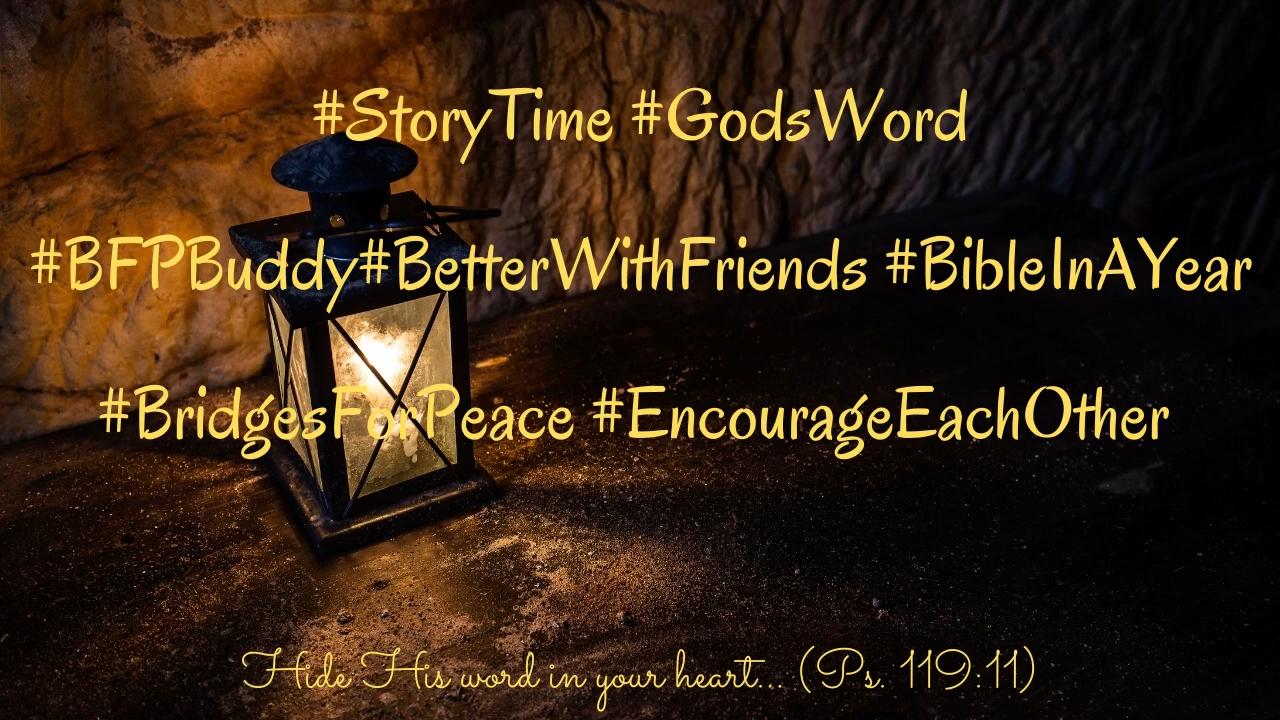 #StoryTime #GodsWord
#BFPBuddy#BetterWithFriends #BibleInAYear
#BridgesForPeace #EncourageEachOther
Hide His word in your heart... (Ps. 119:11)